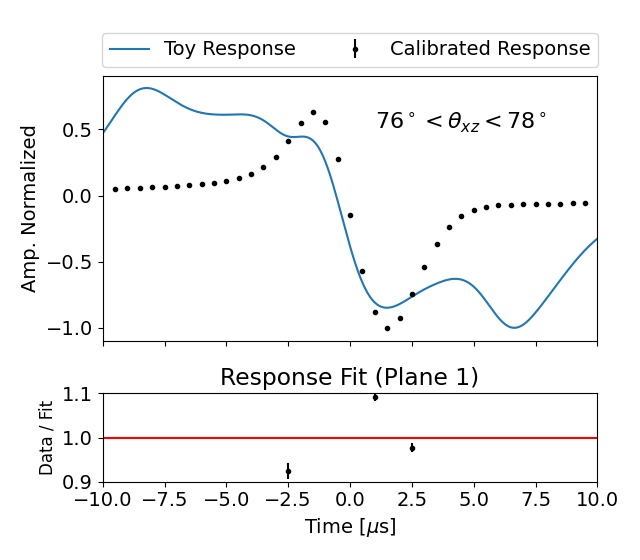 Toy Response Calibrated Response
76° < θxz < 78°
Amp. Normalized
0.5
0.0
−0.5
−1.0
Response Fit (Plane 1)
Data / Fit
1.1
1.0
0.9
−10.0 −7.5 −5.0 −2.5 0.0 2.5 5.0 7.5 10.0
Time [μs]